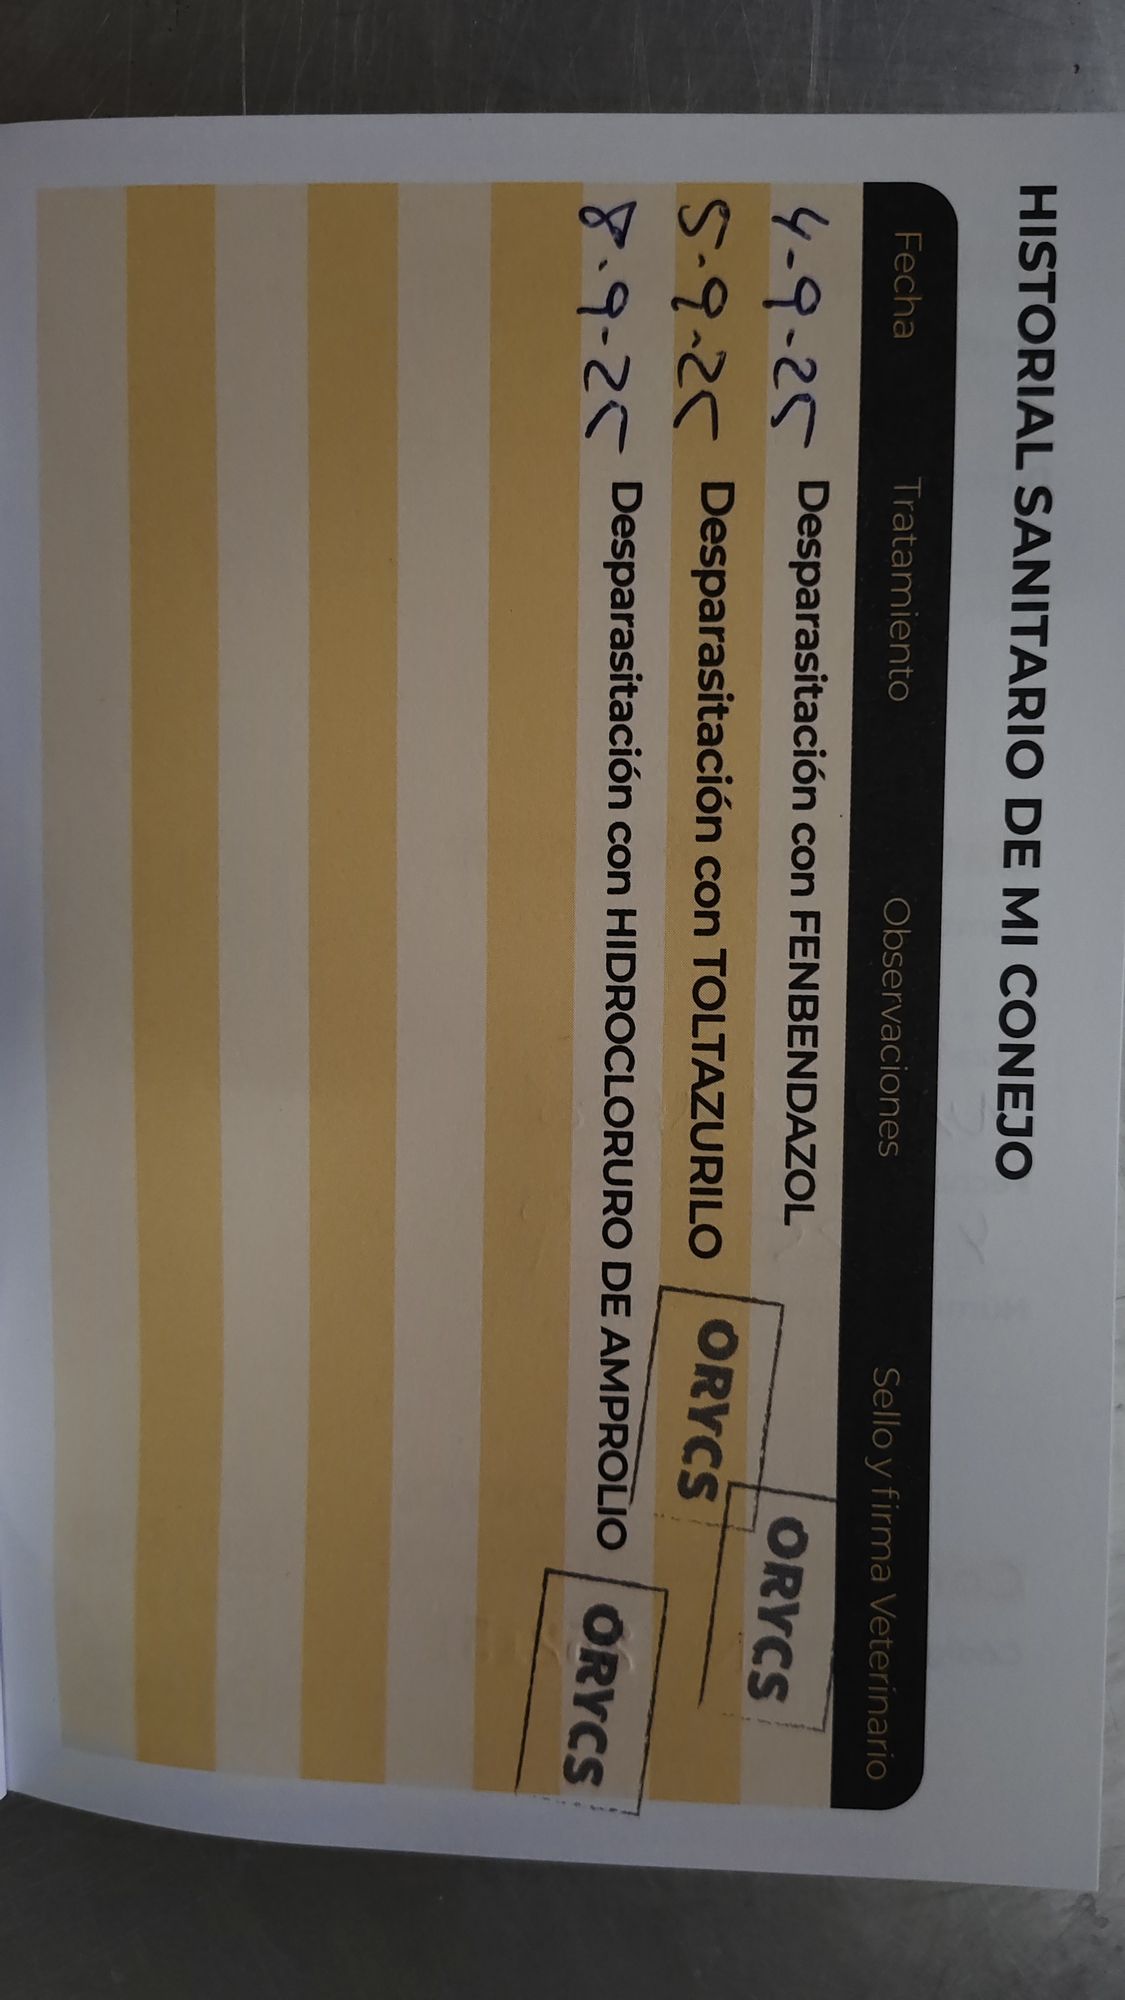 HISTORIAL SANITARIO DE MI CONEJO
Fecha Tratamiento Observaciones Sello y firma Veterinario
4-9-25 Desparasitación con FENBENDAZOL ORYCS
5-9-25 Desparasitación con TOLTAZURILO ORYCS
8-9-25 Desparasitación con HIDROCLORURO DE AMPROLIO ORYCS